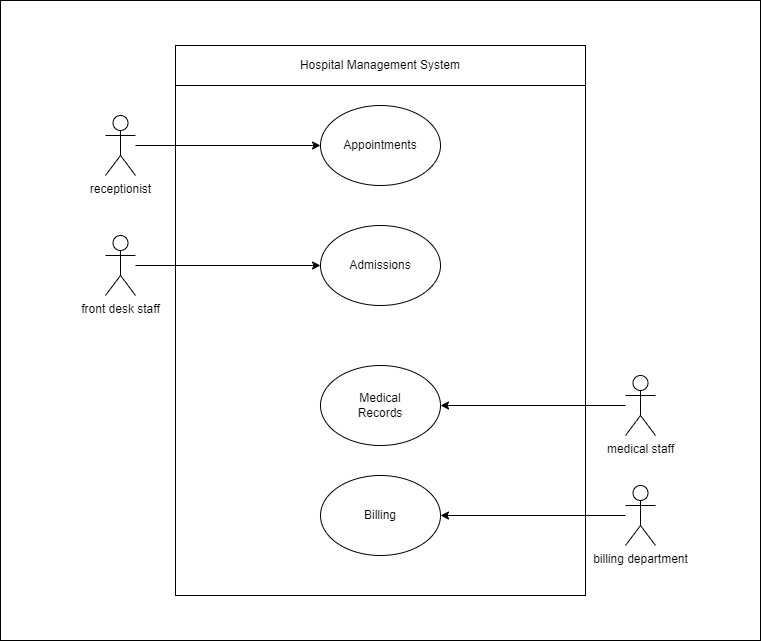 Hospital Management System
Appointments
receptionist
Admissions
front desk staff
Medical
Records
medical staff
Billing
billing department